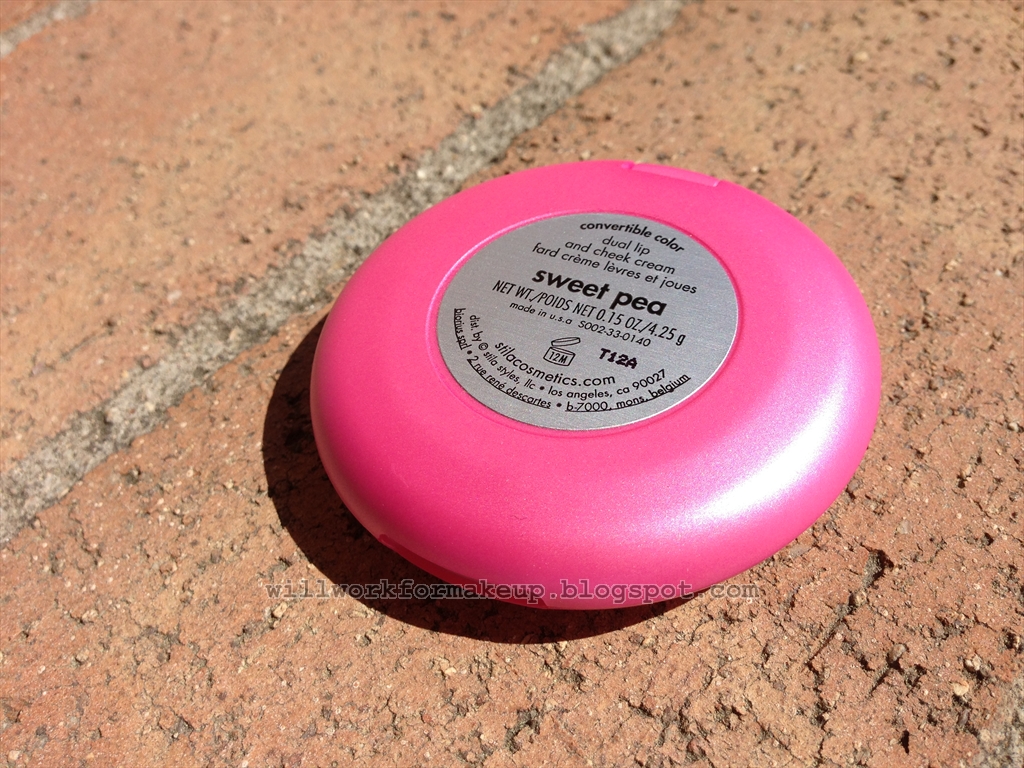 convertible color
dual lip
and cheek cream
fard crème lèvres et joues
sweet pea
NET WT./POIDS NET 0.15 OZ./4.25 g
made in u.s.a S002-33-0140
12M
T12A
stilacosmetics.com
dist. by © stila styles, llc • los angeles, ca 90027
biorius sprl • 2 rue rené descartes • b-7000, mons, belgium
willworkformakeup.blogspot.com